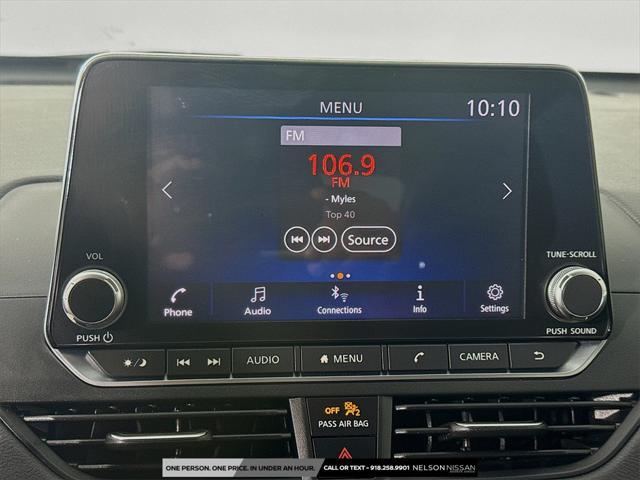 MENU 10:10
FM
106.9
FM
- Myles
Top 40
Source
VOL
TUNE-SCROLL
Phone Audio Connections Info Settings
PUSH
PUSH SOUND
AUDIO MENU CAMERA
OFF 2
PASS AIR BAG
ONE PERSON. ONE PRICE. IN UNDER AN HOUR. CALL OR TEXT • 918.258.9901 NELSON NISSAN